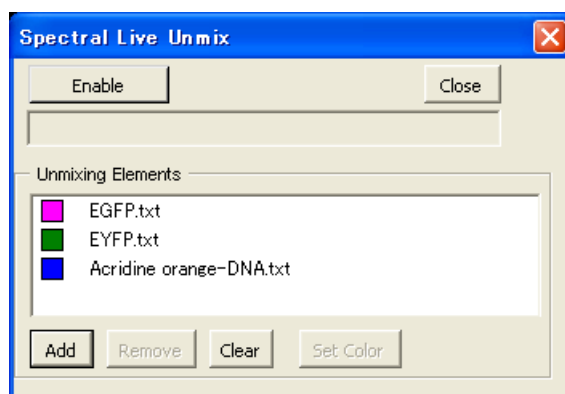 Spectral Live Unmix
Enable Close
Unmixing Elements
EGFP.txt
EYFP.txt
Acridine orange-DNA.txt
Add Remove Clear Set Color